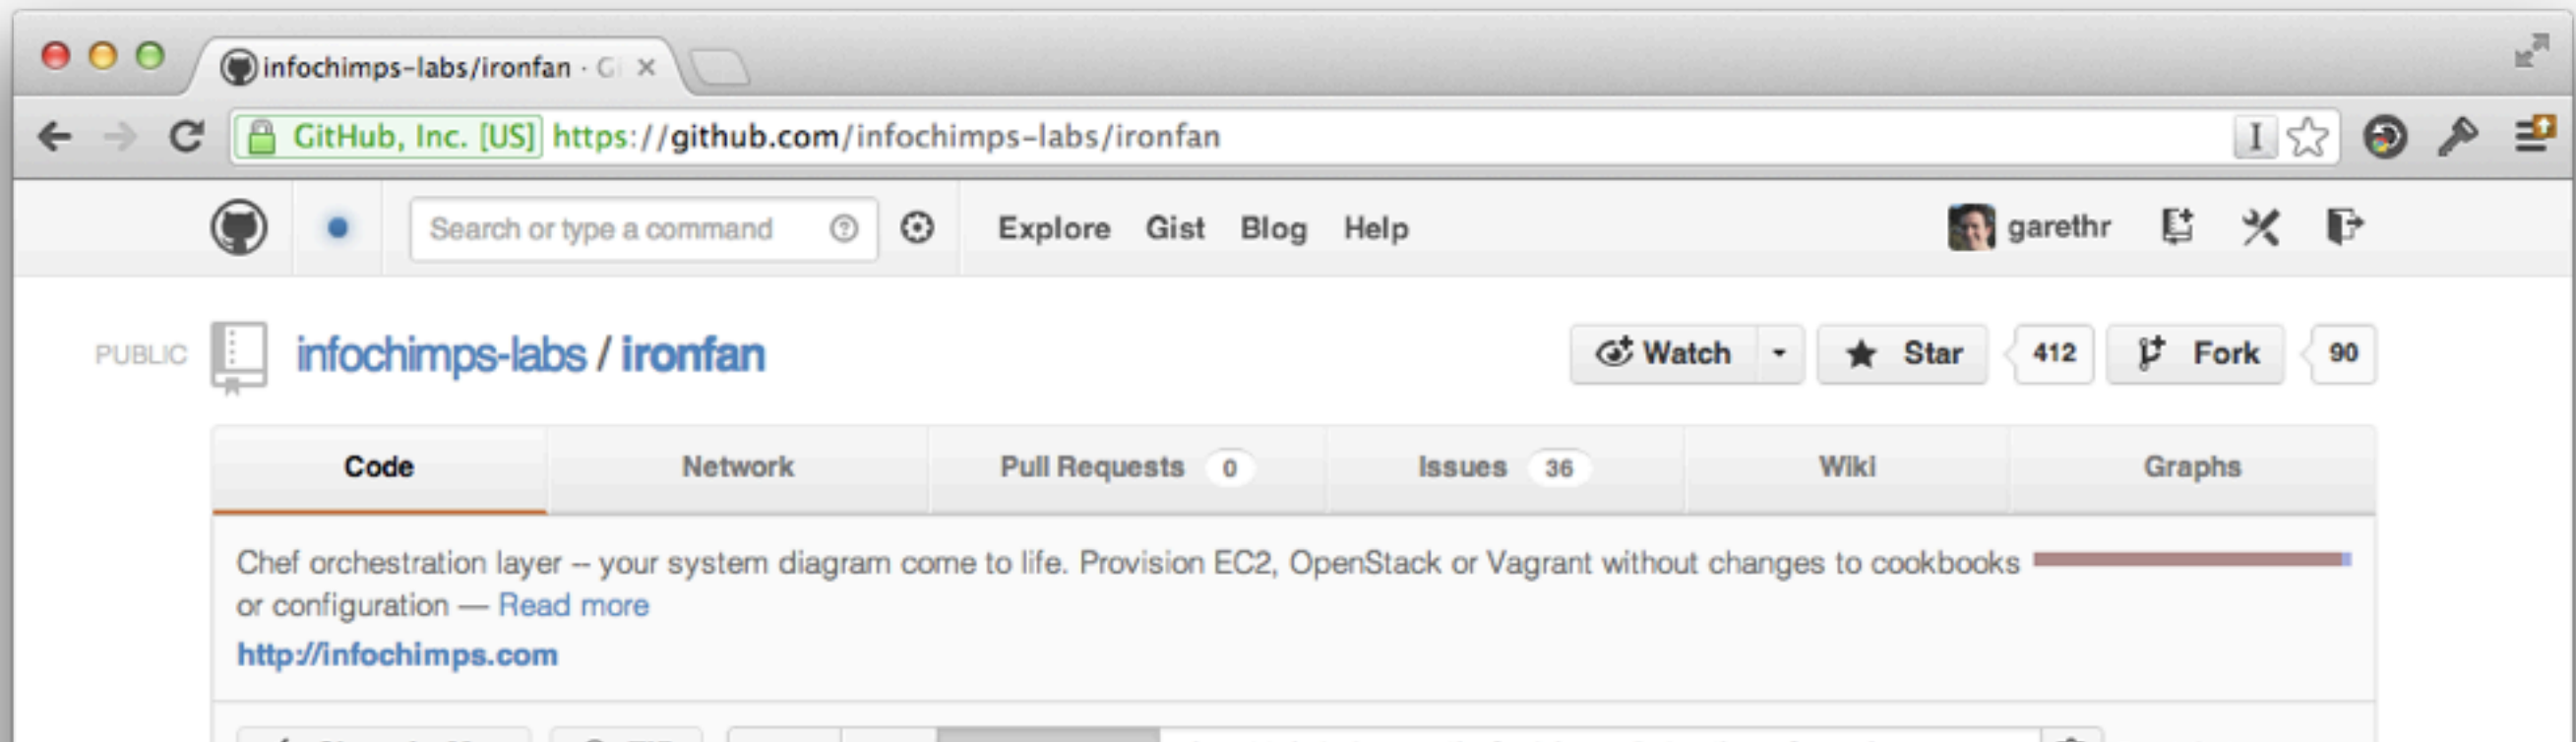 infochimps-labs/ironfan · G
GitHub, Inc. [US] https://github.com/infochimps-labs/ironfan
Search or type a command Explore Gist Blog Help garethr
PUBLIC infochimps-labs / ironfan Watch Star 412 Fork 90
Code Network Pull Requests 0 Issues 36 Wiki Graphs
Chef orchestration layer -- your system diagram come to life. Provision EC2, OpenStack or Vagrant without changes to cookbooks
or configuration — Read more
http://infochimps.com